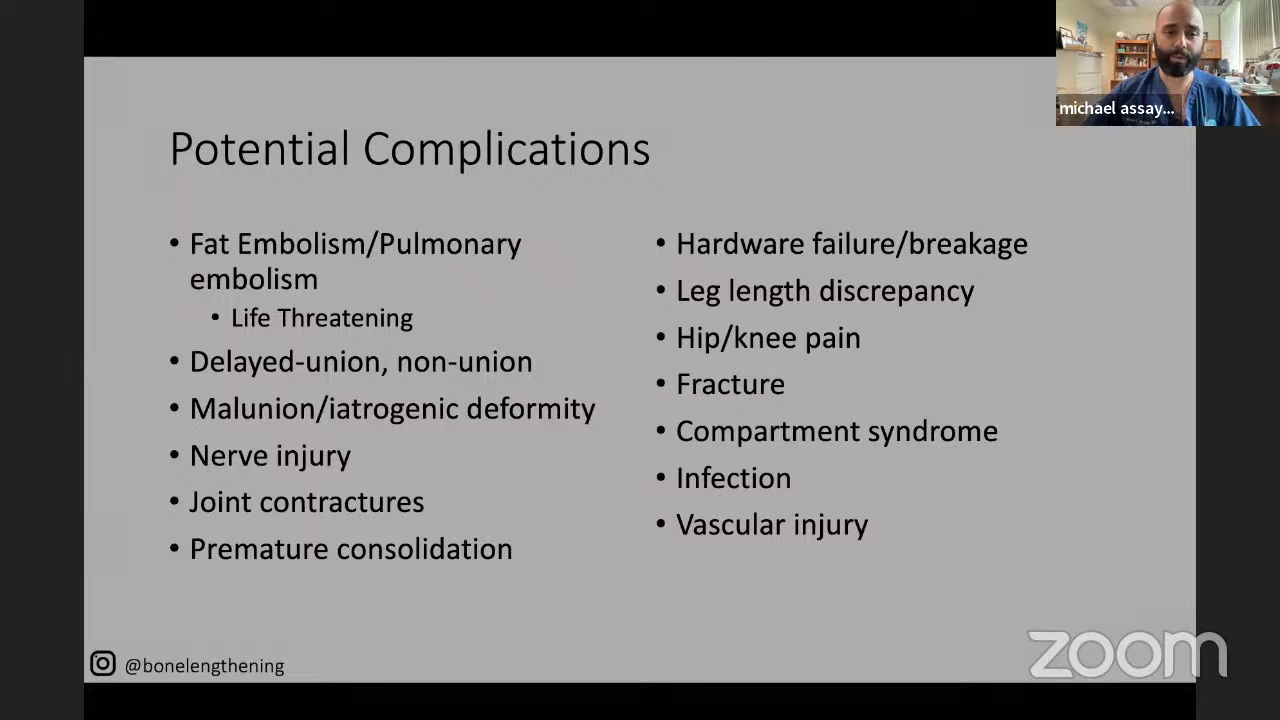 michael assay...
Potential Complications
• Fat Embolism/Pulmonary
embolism
• Life Threatening
• Delayed-union, non-union
• Malunion/iatrogenic deformity
• Nerve injury
• Joint contractures
• Premature consolidation
• Hardware failure/breakage
• Leg length discrepancy
• Hip/knee pain
• Fracture
• Compartment syndrome
• Infection
• Vascular injury
@bonelengthening
zoom